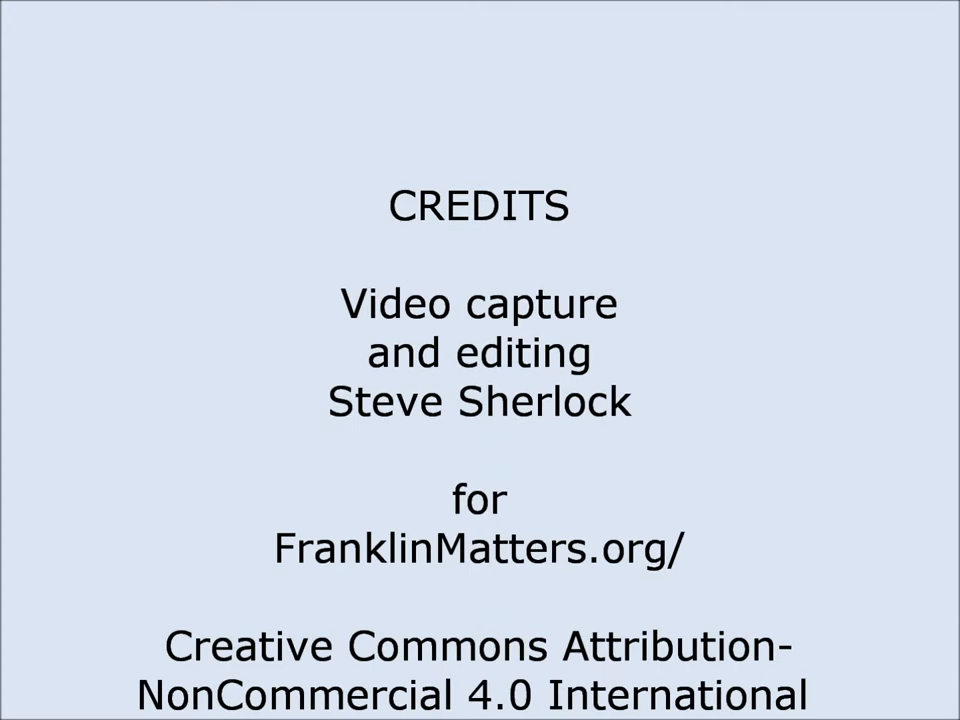 CREDITS
Video capture
and editing
Steve Sherlock
for
FranklinMatters.org/
Creative Commons Attribution-
NonCommercial 4.0 International